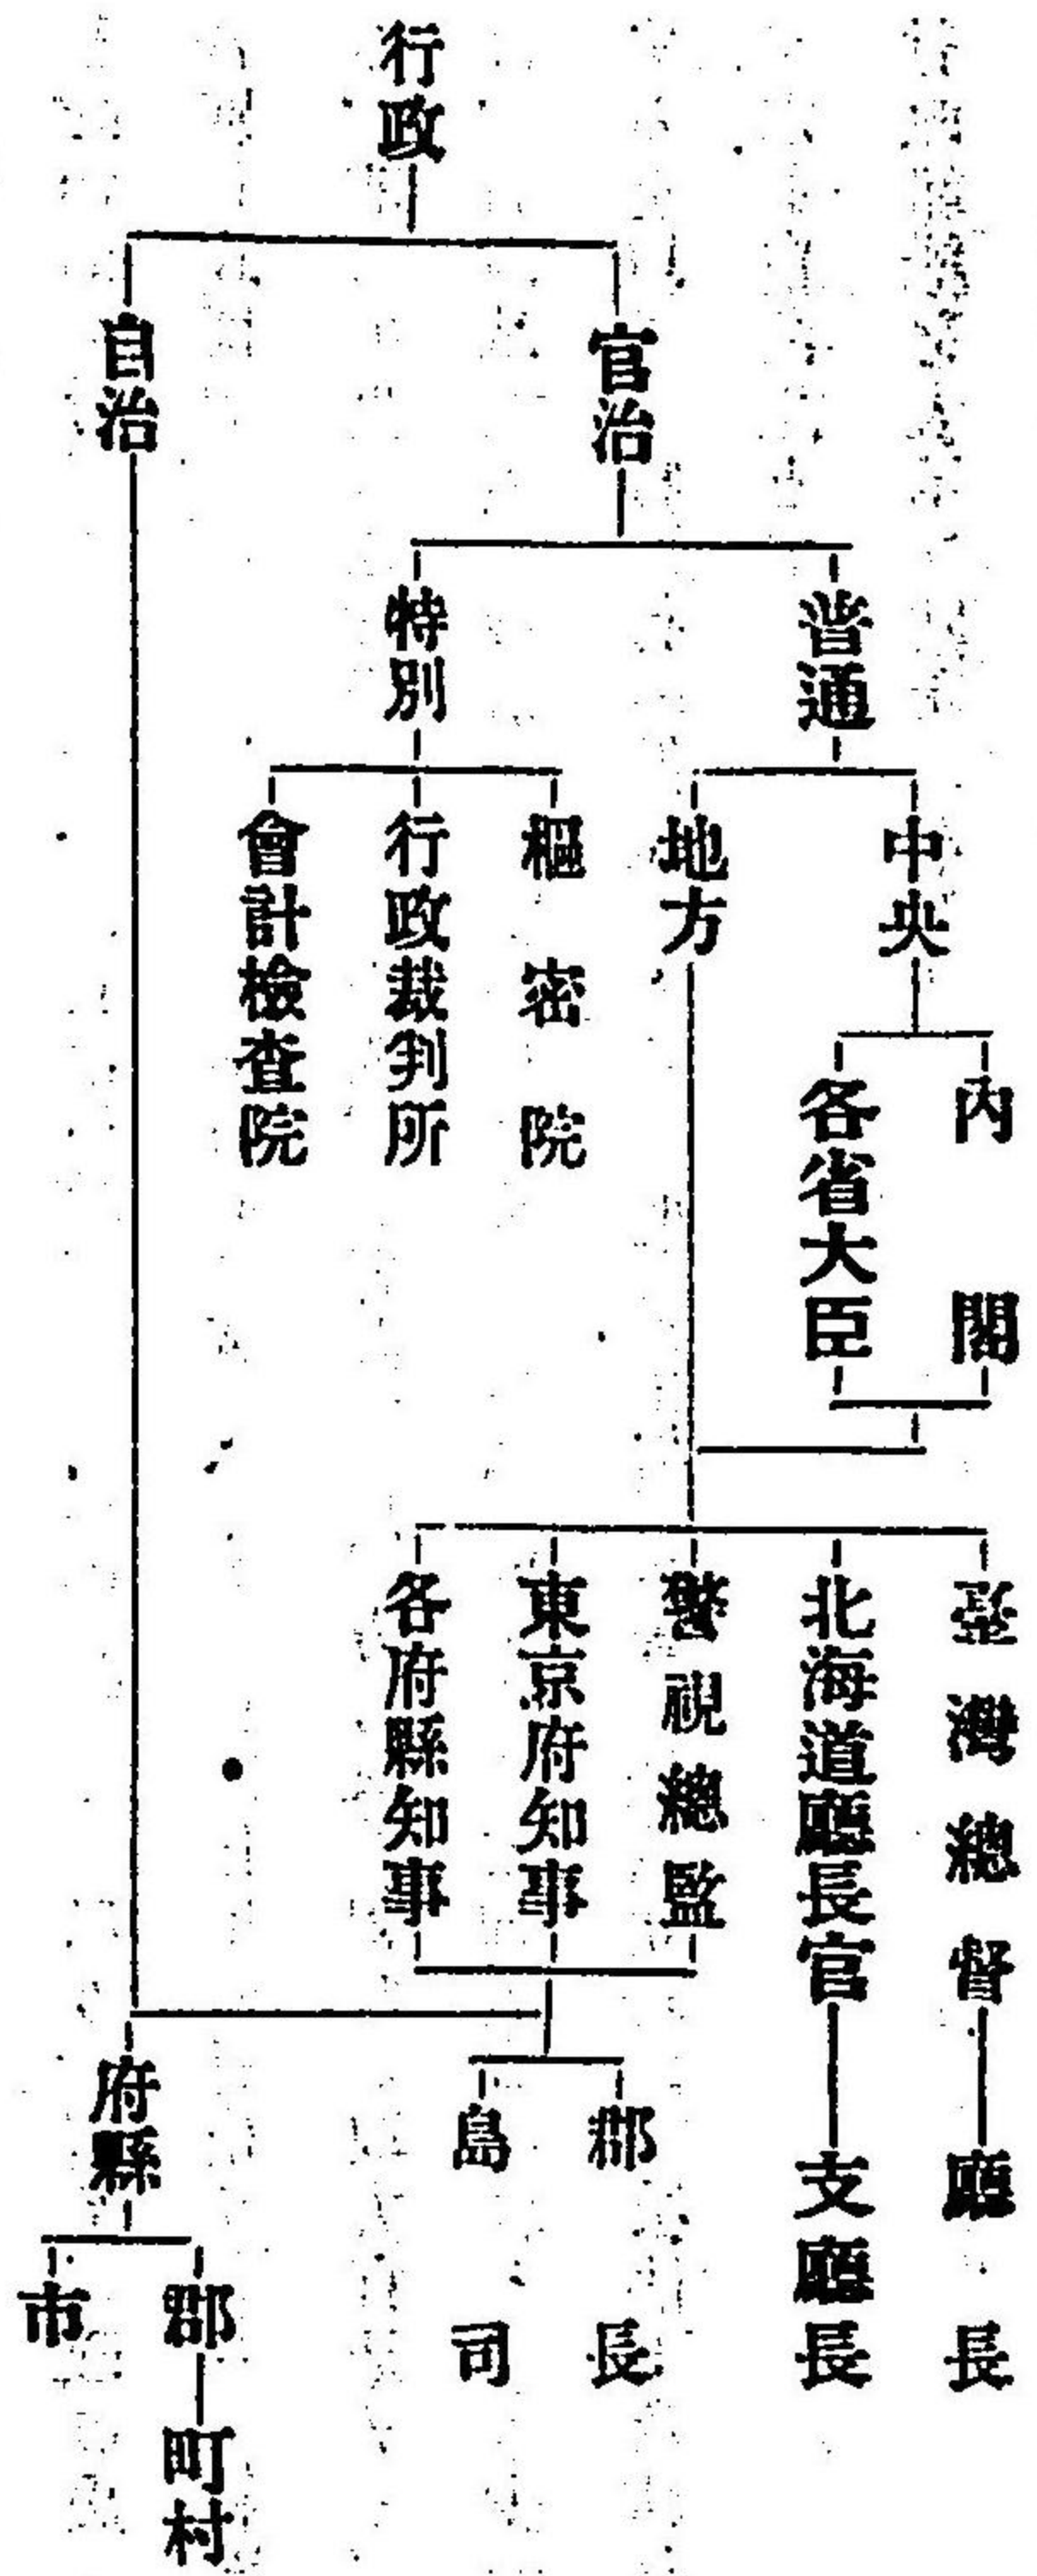 行政
官治
自治
普通
特別
中央
地方
樞密院
行政裁判所
會計檢査院
內閣
各省大臣
臺灣總督
廳長
北海道廳長官
支廳長
警視總監
東京府知事
各府縣知事
郡長
島司
府縣
郡
町村
市